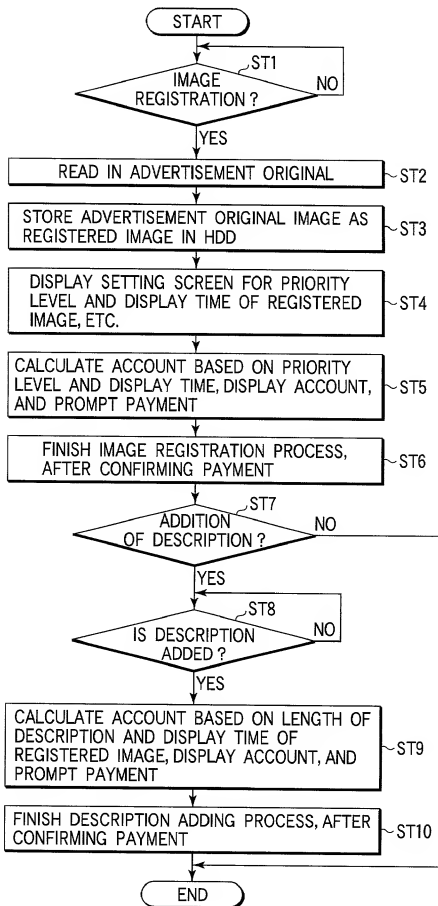 START
ST1
IMAGE
REGISTRATION ?
NO
YES
READ IN ADVERTISEMENT ORIGINAL
ST2
STORE ADVERTISEMENT ORIGINAL IMAGE AS
REGISTERED IMAGE IN HDD
ST3
DISPLAY SETTING SCREEN FOR PRIORITY
LEVEL AND DISPLAY TIME OF REGISTERED
IMAGE, ETC.
ST4
CALCULATE ACCOUNT BASED ON PRIORITY
LEVEL AND DISPLAY TIME, DISPLAY ACCOUNT,
AND PROMPT PAYMENT
ST5
FINISH IMAGE REGISTRATION PROCESS,
AFTER CONFIRMING PAYMENT
ST6
ST7
ADDITION
OF DESCRIPTION ?
NO
YES
ST8
IS DESCRIPTION
ADDED ?
NO
YES
CALCULATE ACCOUNT BASED ON LENGTH OF
DESCRIPTION AND DISPLAY TIME OF
REGISTERED IMAGE, DISPLAY ACCOUNT, AND
PROMPT PAYMENT
ST9
FINISH DESCRIPTION ADDING PROCESS, AFTER
CONFIRMING PAYMENT
ST10
END